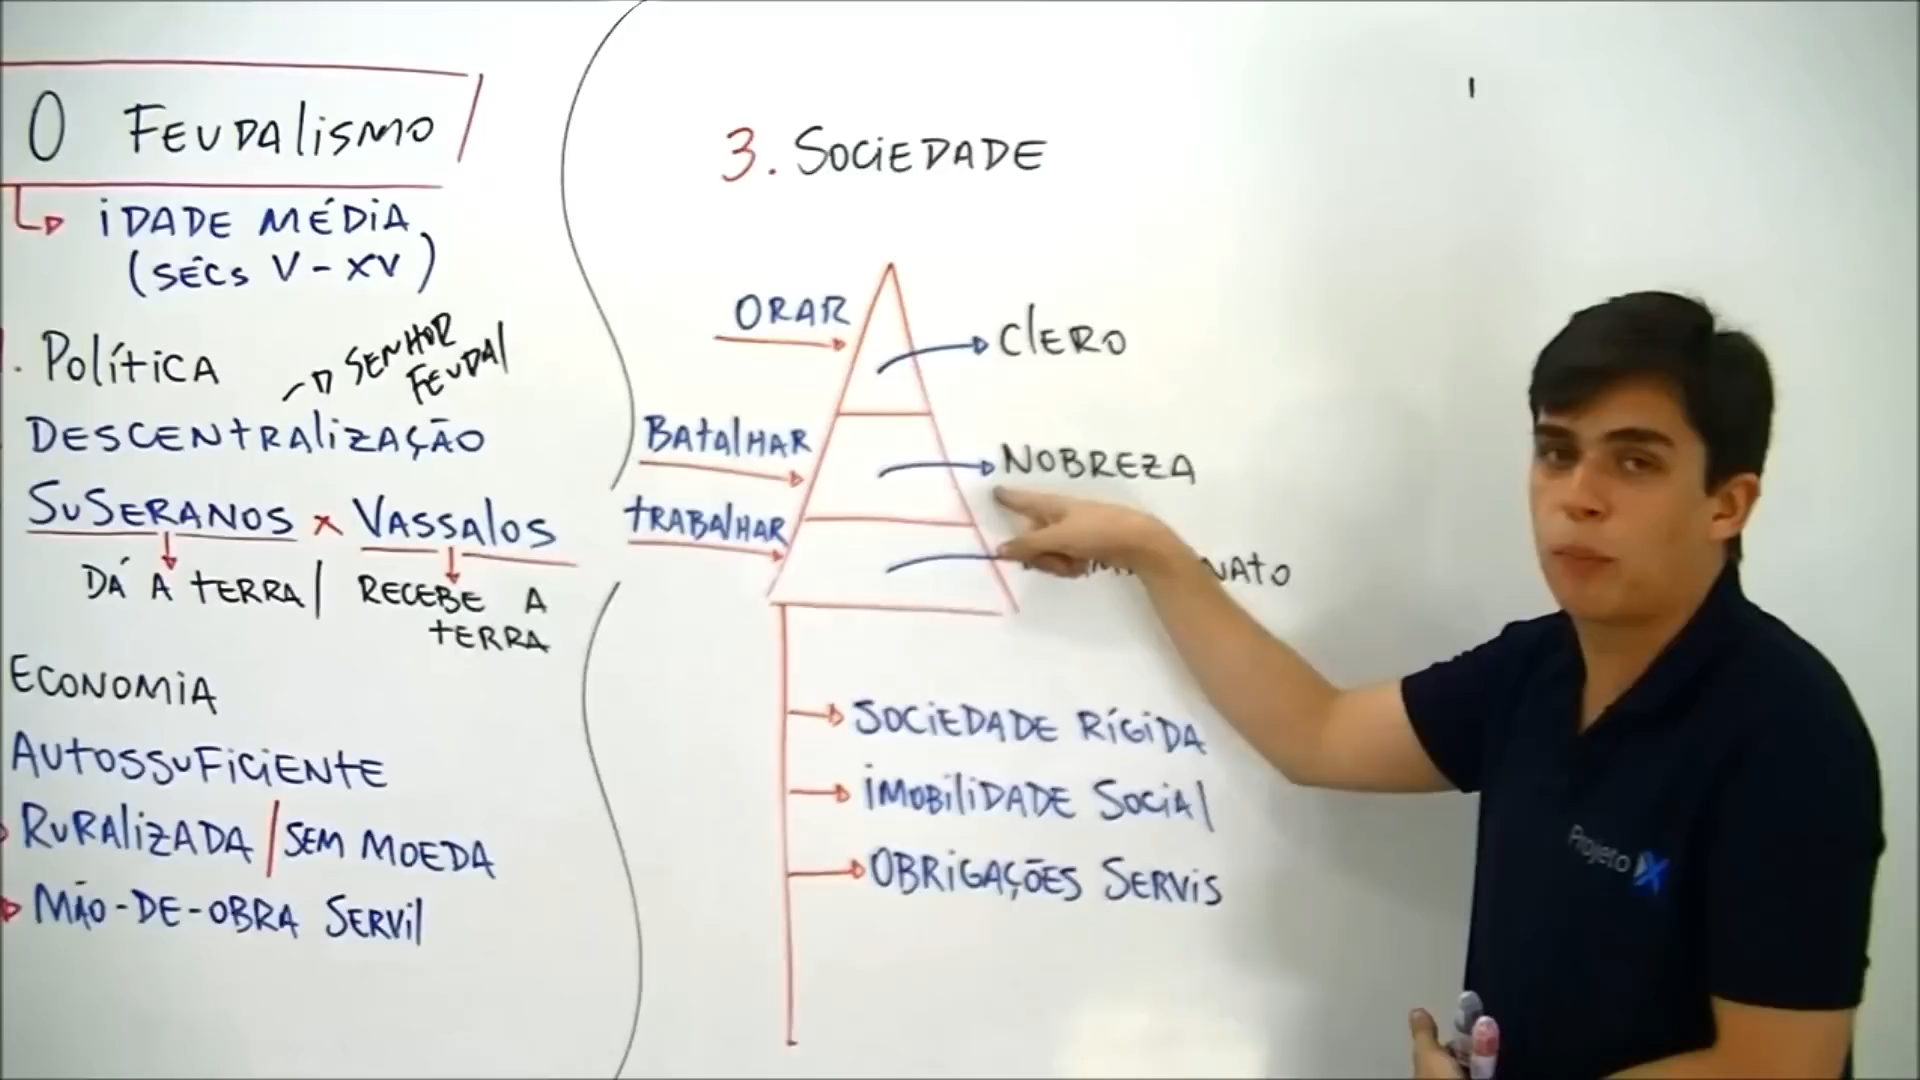 O FEUDAlismo
IDADE MÉDIA
(SÉCS V - XV)
. Política
SENHOR
FEUDAl
DESCENtRAlizAÇÃO
SuSERANOS x VASSAlOS
DÁ A tERRA / RECEBE A
tERRA
ECONOMIA
AUtOSSuFiCiENtE
RURAlizADA / SEM MOEDA
MÃO-DE-OBRA SERVil
3. SOCiEDADE
ORAR
ClERO
BAtAlHAR
NOBREZA
tRABAlHAR
SOCiEDADE RÍGIDA
iMOBiliDADE SOCiAl
OBRiGAÇÕES SERViS
Projeto X